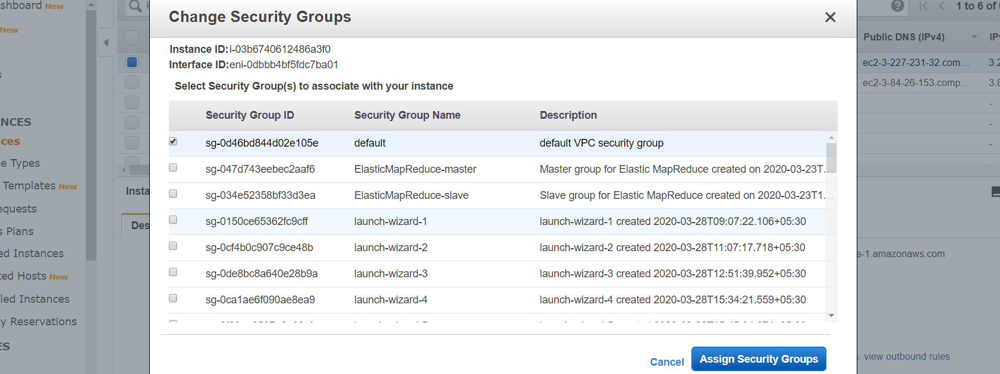 shboard New
Change Security Groups
1 to 6 of
New
Instance ID: i-03b6740612486a3f0
Interface ID: eni-0dbbb4bf5fdc7ba01
Public DNS (IPv4)
ec2-3-227-231-32.com...
3.2
ec2-3-84-26-153.comp...
3.8
Select Security Group(s) to associate with your instance
Security Group ID Security Group Name Description
sg-0d46bd844d02e105e default default VPC security group
sg-047d743eebec2aaf6 ElasticMapReduce-master Master group for Elastic MapReduce created on 2020-03-23T...
sg-034e52358bf33d3ea ElasticMapReduce-slave Slave group for Elastic MapReduce created on 2020-03-23T1...
sg-0150ce65362fc9cff launch-wizard-1 launch-wizard-1 created 2020-03-28T09:07:22.106+05:30
sg-0cf4b0c907c9ce48b launch-wizard-2 launch-wizard-2 created 2020-03-28T11:07:17.718+05:30
sg-0de8bc8a640e28b9a launch-wizard-3 launch-wizard-3 created 2020-03-28T12:51:39.952+05:30
sg-0ca1ae6f090ae8ea9 launch-wizard-4 launch-wizard-4 created 2020-03-28T15:34:21.559+05:30
Cancel Assign Security Groups
NCES
ces
e Types
Templates New
equests
s Plans
ed Instances
ted Hosts New
led Instances
y Reservations
ES
Insta
Des
e-1.amazonaws.com
s. view outbound rules